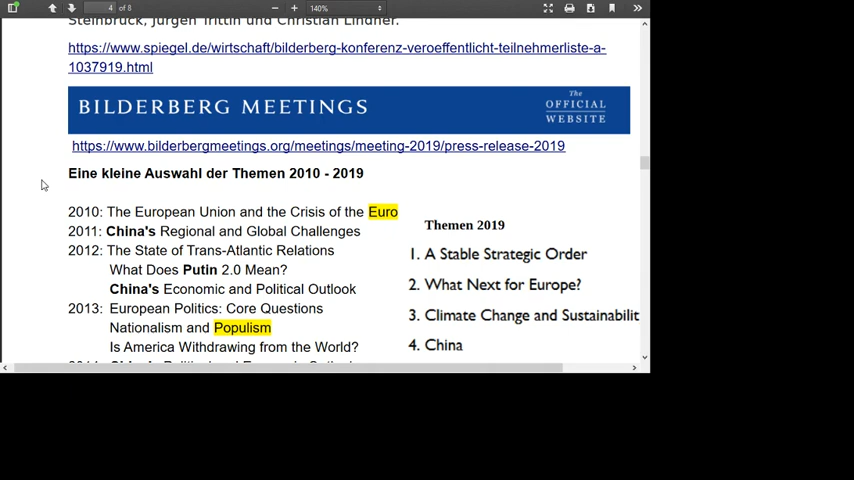 4 of 8 140%
Steinbrück, Jürgen Trittin und Christian Lindner.
https://www.spiegel.de/wirtschaft/bilderberg-konferenz-veroeffentlicht-teilnehmerliste-a-
1037919.html
BILDERBERG MEETINGS
The
OFFICIAL
WEBSITE
https://www.bilderbergmeetings.org/meetings/meeting-2019/press-release-2019
Eine kleine Auswahl der Themen 2010 - 2019
2010: The European Union and the Crisis of the Euro
2011: China's Regional and Global Challenges
2012: The State of Trans-Atlantic Relations
What Does Putin 2.0 Mean?
China's Economic and Political Outlook
2013: European Politics: Core Questions
Nationalism and Populism
Is America Withdrawing from the World?
Themen 2019
1. A Stable Strategic Order
2. What Next for Europe?
3. Climate Change and Sustainabilit
4. China